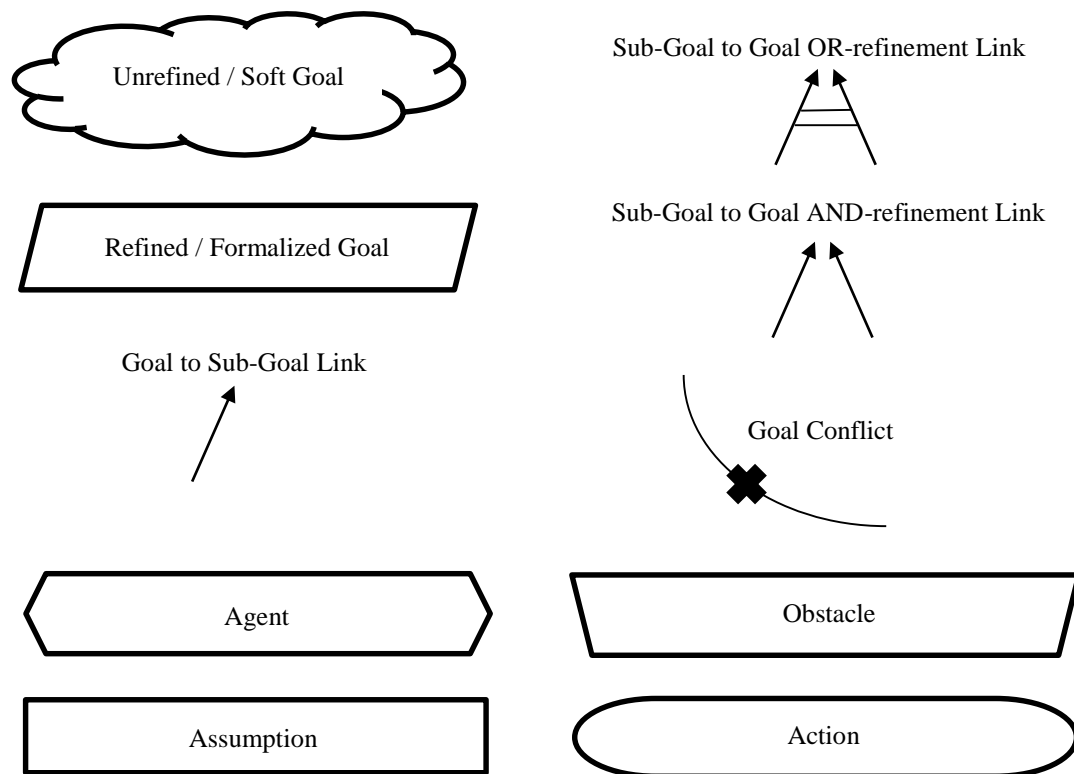 Unrefined / Soft Goal
Sub-Goal to Goal OR-refinement Link
Refined / Formalized Goal
Sub-Goal to Goal AND-refinement Link
Goal to Sub-Goal Link
Goal Conflict
Agent
Obstacle
Assumption
Action